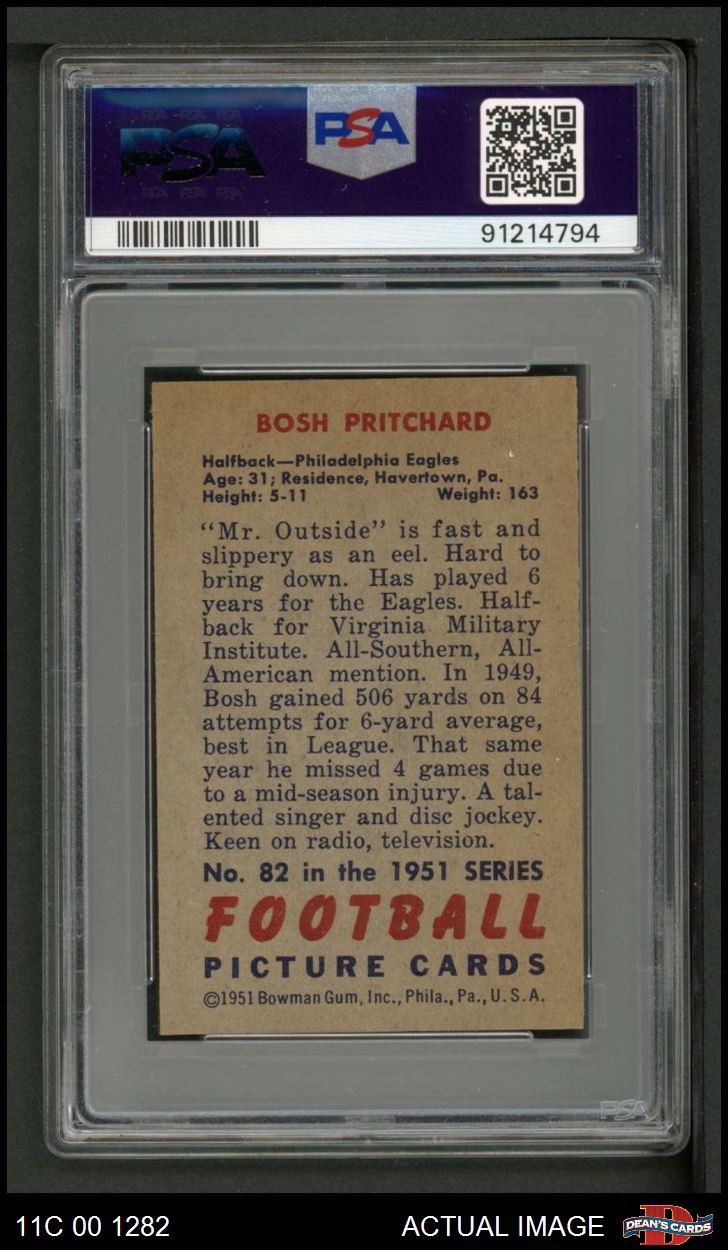 PSA
PSA
91214794
BOSH PRITCHARD
Halfback—Philadelphia Eagles
Age: 31; Residence, Havertown, Pa.
Height: 5-11 Weight: 163
"Mr. Outside" is fast and
slippery as an eel. Hard to
bring down. Has played 6
years for the Eagles. Half-
back for Virginia Military
Institute. All-Southern, All-
American mention. In 1949,
Bosh gained 506 yards on 84
attempts for 6-yard average,
best in League. That same
year he missed 4 games due
to a mid-season injury. A tal-
ented singer and disc jockey.
Keen on radio, television.
No. 82 in the 1951 SERIES
FOOTBALL
PICTURE CARDS
©1951 Bowman Gum, Inc., Phila., Pa., U.S.A.
PSA
11C 00 1282 ACTUAL IMAGE DEAN'S CARDS